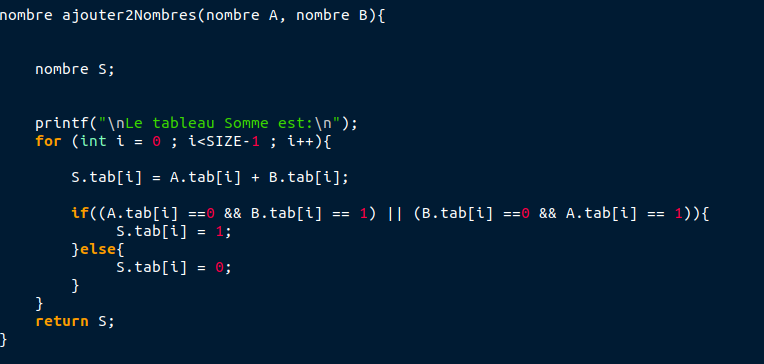 nombre ajouter2Nombres(nombre A, nombre B){
nombre S;
printf("\nLe tableau Somme est:\n");
for (int i = 0 ; i<SIZE-1 ; i++){
S.tab[i] = A.tab[i] + B.tab[i];
if((A.tab[i] ==0 && B.tab[i] == 1) || (B.tab[i] ==0 && A.tab[i] == 1)){
S.tab[i] = 1;
}else{
S.tab[i] = 0;
}
}
return S;
}